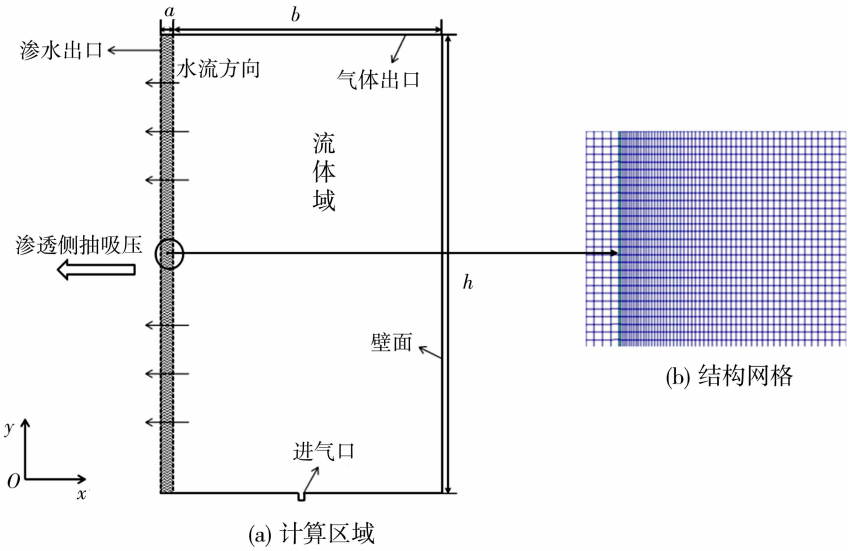 a
b
渗水出口
水流方向
气体出口
流
体
域
渗透侧抽吸压
h
壁面
(b) 结构网格
进气口
y
O
x
(a) 计算区域